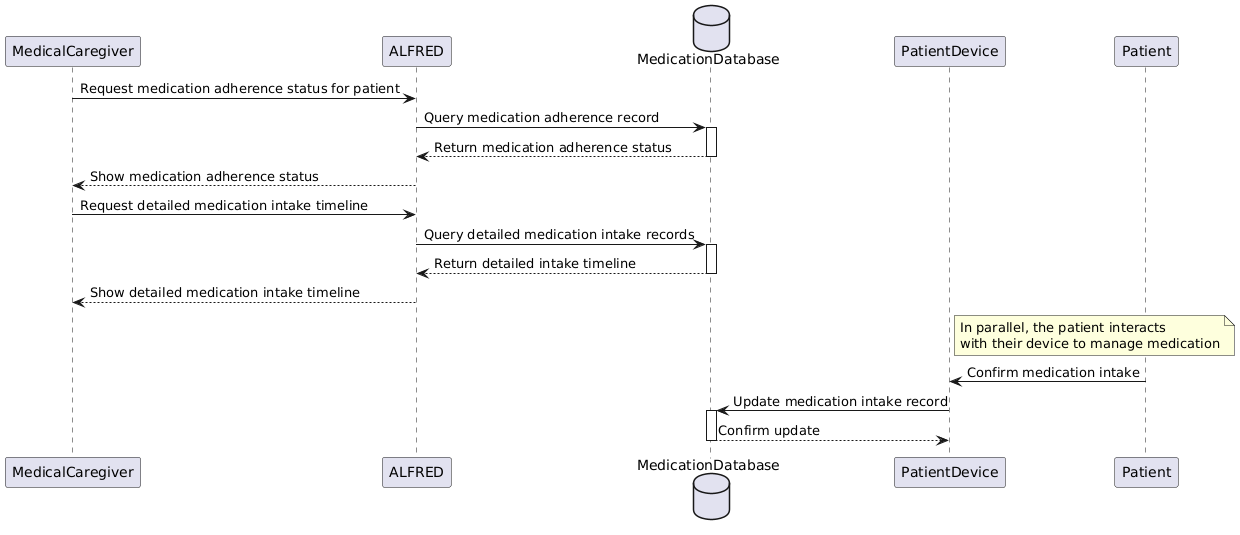 MedicationDatabase
MedicalCaregiver
ALFRED
PatientDevice
Patient
Request medication adherence status for patient
Query medication adherence record
Return medication adherence status
Show medication adherence status
Request detailed medication intake timeline
Query detailed medication intake records
Return detailed intake timeline
Show detailed medication intake timeline
In parallel, the patient interacts
with their device to manage medication
Confirm medication intake
Update medication intake record
Confirm update
MedicalCaregiver
ALFRED
MedicationDatabase
PatientDevice
Patient